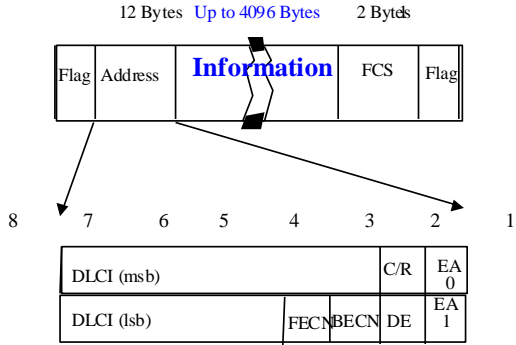 12 Bytes Up to 4096 Bytes 2 Bytels
Flag Address Information FCS Flag
8 7 6 5 4 3 2 1
DLCI (msb) C/R EA 0
DLCI (lsb) FECN BECN DE EA 1